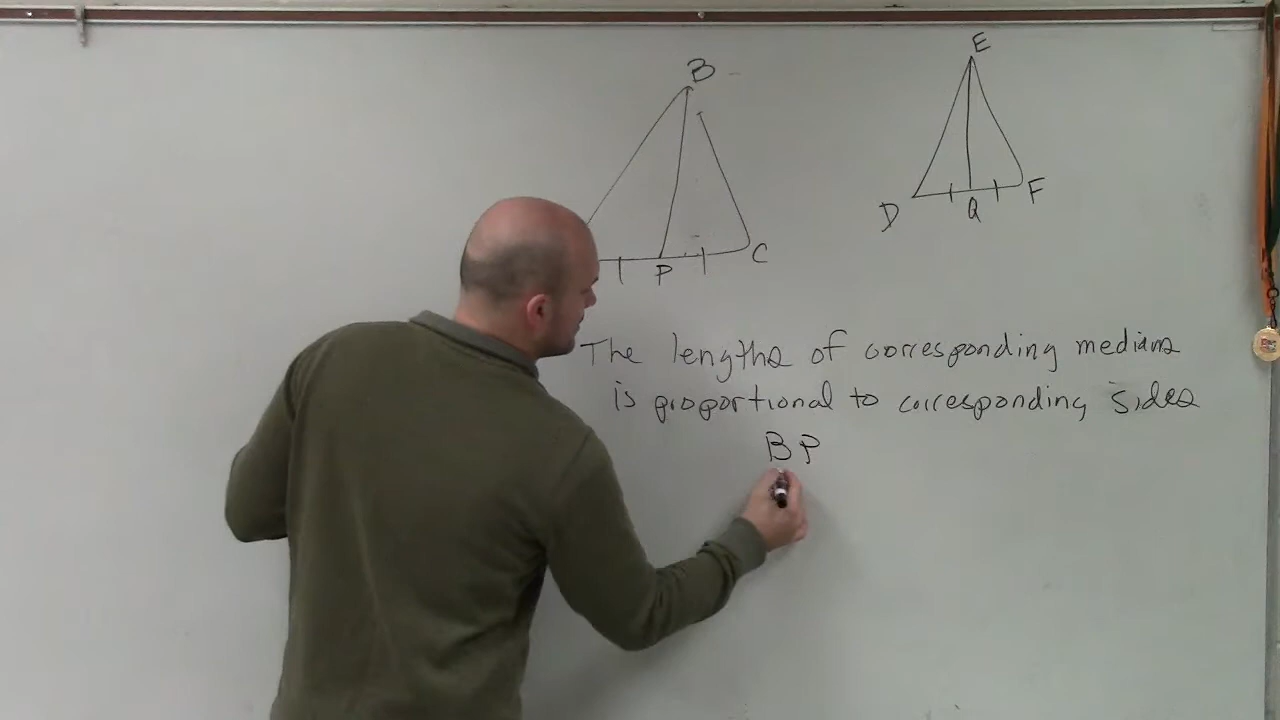 B
E
D
Q
F
P
C
The lengths of corresponding medians
is proportional to corresponding sides
BP